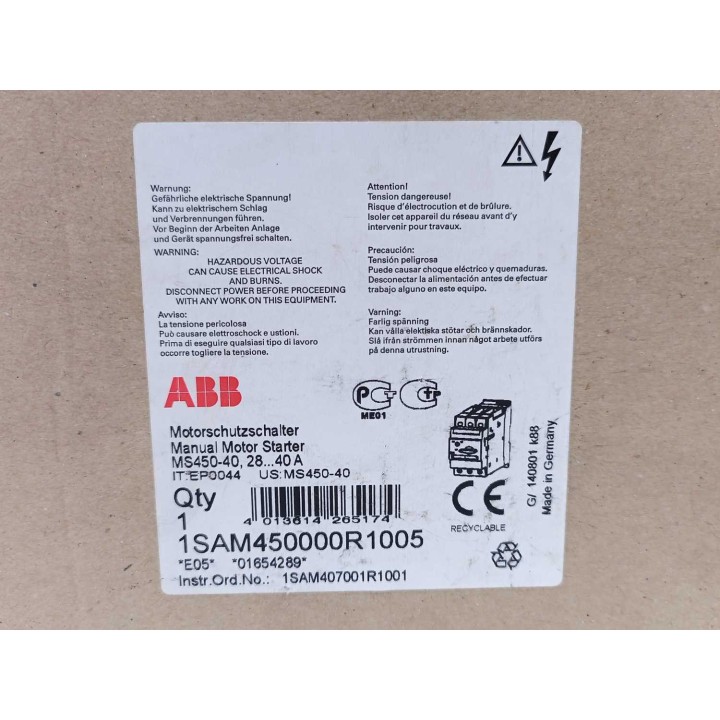 Warnung:
Gefährliche elektrische Spannung!
Kann zu elektrischem Schlag
und Verbrennungen führen.
Vor Beginn der Arbeiten Anlage
und Gerät spannungsfrei schalten.
WARNING:
HAZARDOUS VOLTAGE
CAN CAUSE ELECTRICAL SHOCK
AND BURNS.
DISCONNECT POWER BEFORE PROCEEDING
WITH ANY WORK ON THIS EQUIPMENT.
Avviso:
La tensione pericolosa
Può causare elettroschock e ustioni.
Prima di eseguire qualsiasi tipo di lavoro
occorre togliere la tensione.
Attention!
Tension dangereuse!
Risque d'électrocution et de brûlure.
Isoler cet appareil du réseau avant d'y
intervenir pour travaux.
Precaución:
Tensión peligrosa
Puede causar choque eléctrico y quemaduras.
Desconectar la alimentación antes de efectuar
trabajo alguno en este equipo.
Varning:
Farlig spänning
Kan vålla elektiska stötar och brännskador.
Slå ifrån strömmen innan något arbete utförs
på denna utrustning.
ABB
ME01
Motorschutzschalter
Manual Motor Starter
MS450-40, 28...40 A
IT:EP0044 US:MS450-40
Qty
1
4 013614 265174
1SAM450000R1005
*E05* *01654289*
Instr.Ord.No.: 1SAM407001R1001
CE
RECYCLABLE
G/ 140801 k88
Made in Germany